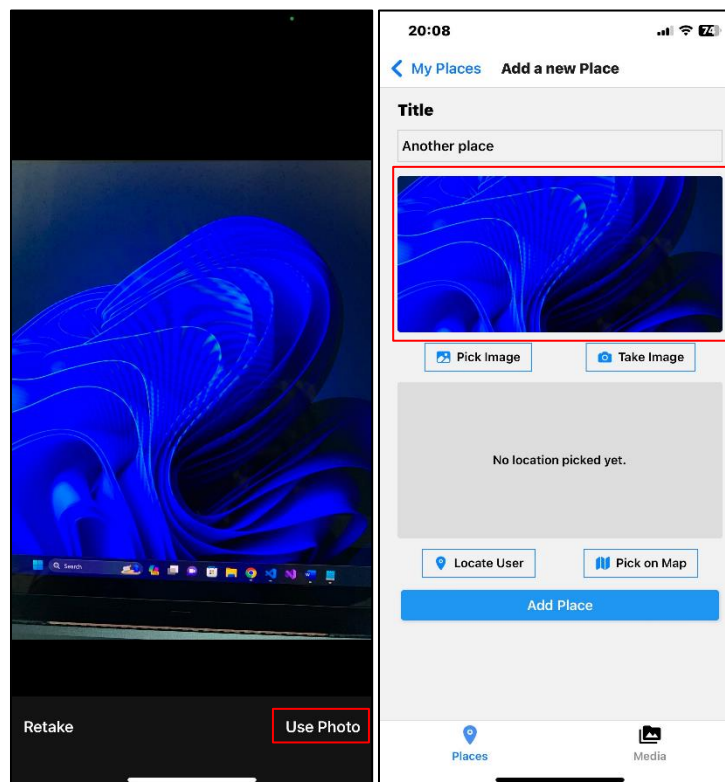 Search
Retake
Use Photo
20:08
74
My Places
Add a new Place
Title
Another place
Pick Image
Take Image
No location picked yet.
Locate User
Pick on Map
Add Place
Places
Media